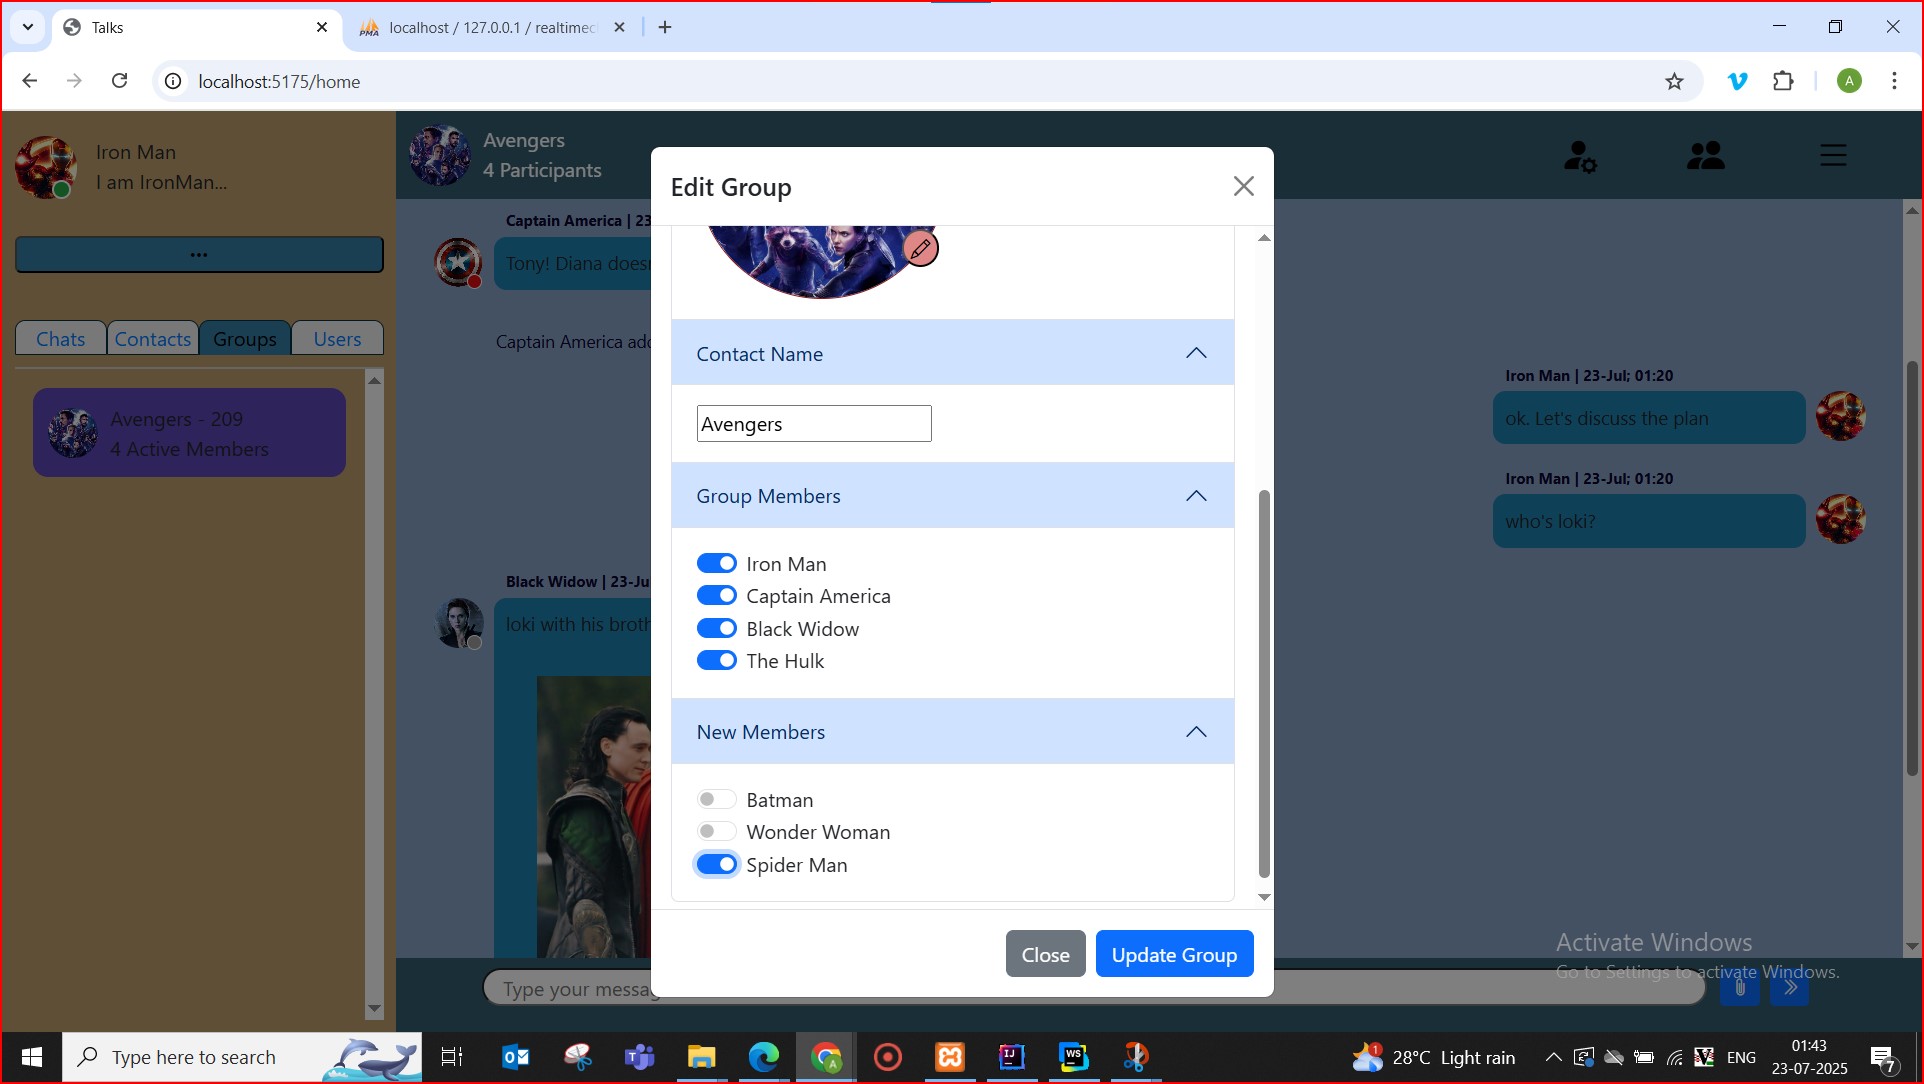 Talks
localhost / 127.0.0.1 / realtimec
localhost:5175/home
A
Iron Man
I am IronMan...
...
Chats Contacts Groups Users
Avengers - 209
4 Active Members
Avengers
4 Participants
Captain America | 23
Tony! Diana does
Captain America ad
Iron Man | 23-Jul; 01:20
ok. Let's discuss the plan
Iron Man | 23-Jul; 01:20
who's loki?
Black Widow | 23-Ju
loki with his broth
Edit Group
Contact Name
Avengers
Group Members
Iron Man
Captain America
Black Widow
The Hulk
New Members
Batman
Wonder Woman
Spider Man
Close Update Group
Type your messag
Activate Windows
Go to Settings to activate Windows.
Type here to search
28°C Light rain
ENG
01:43
23-07-2025
7